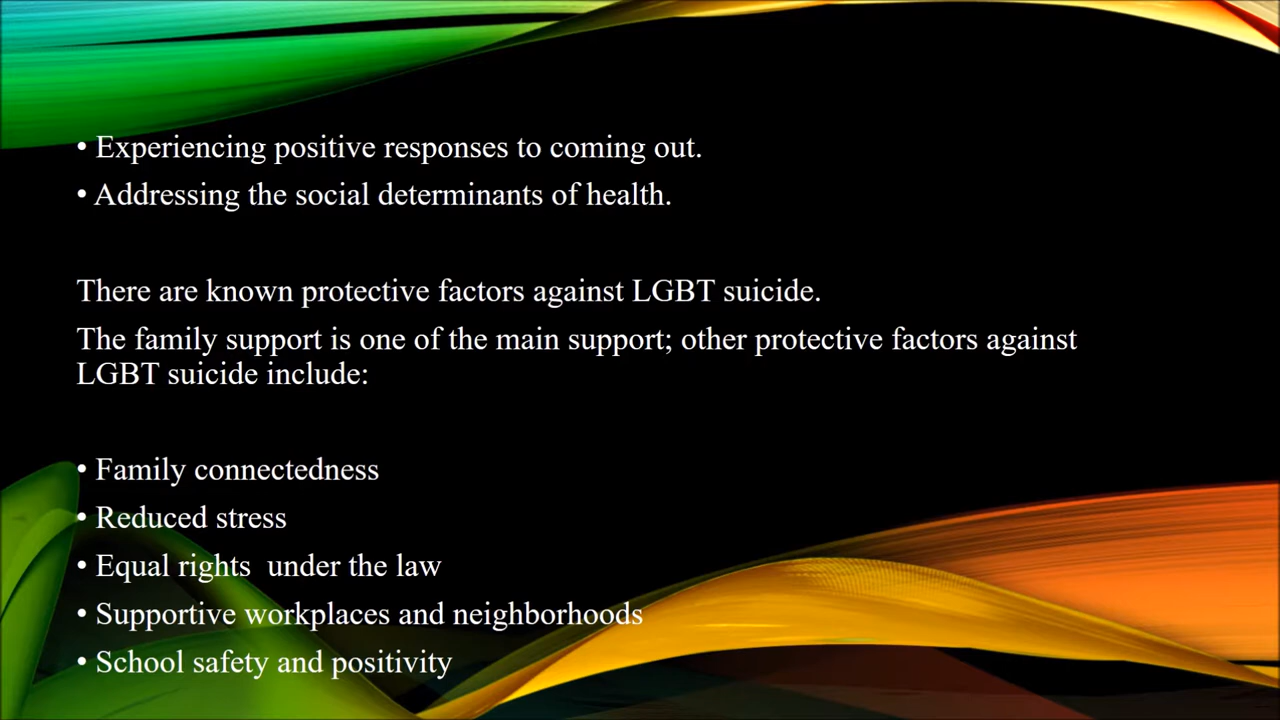 • Experiencing positive responses to coming out.
• Addressing the social determinants of health.
There are known protective factors against LGBT suicide.
The family support is one of the main support; other protective factors against
LGBT suicide include:
• Family connectedness
• Reduced stress
• Equal rights  under the law
• Supportive workplaces and neighborhoods
• School safety and positivity